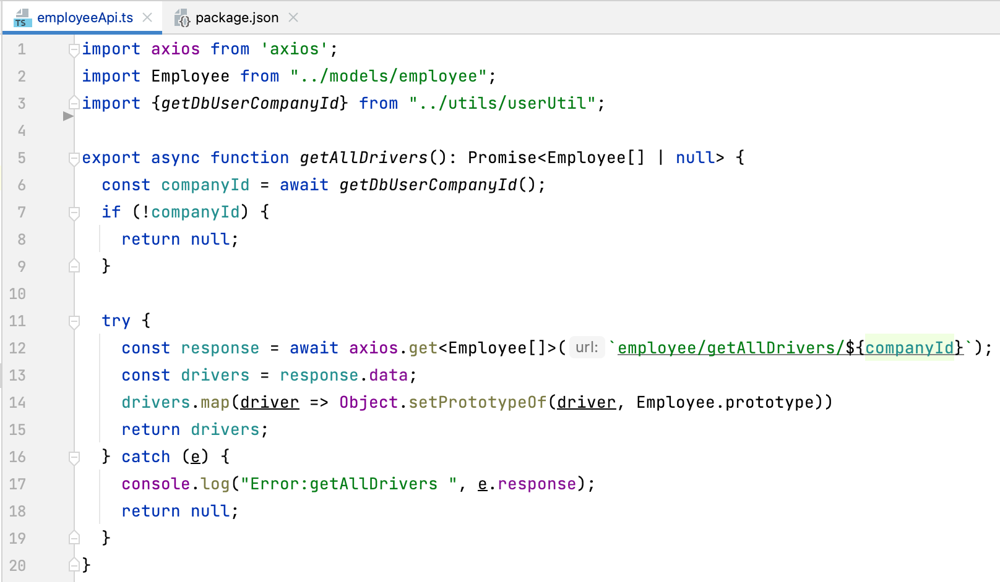 employeeApi.ts package.json
1 import axios from 'axios';
2 import Employee from "../models/employee";
3 import {getDbUserCompanyId} from "../utils/userUtil";
4
5 export async function getAllDrivers(): Promise<Employee[] | null> {
6   const companyId = await getDbUserCompanyId();
7   if (!companyId) {
8     return null;
9   }
10
11   try {
12     const response = await axios.get<Employee[]>( url: `employee/getAllDrivers/${companyId}`);
13     const drivers = response.data;
14     drivers.map(driver => Object.setPrototypeOf(driver, Employee.prototype))
15     return drivers;
16   } catch (e) {
17     console.log("Error:getAllDrivers ", e.response);
18     return null;
19   }
20 }